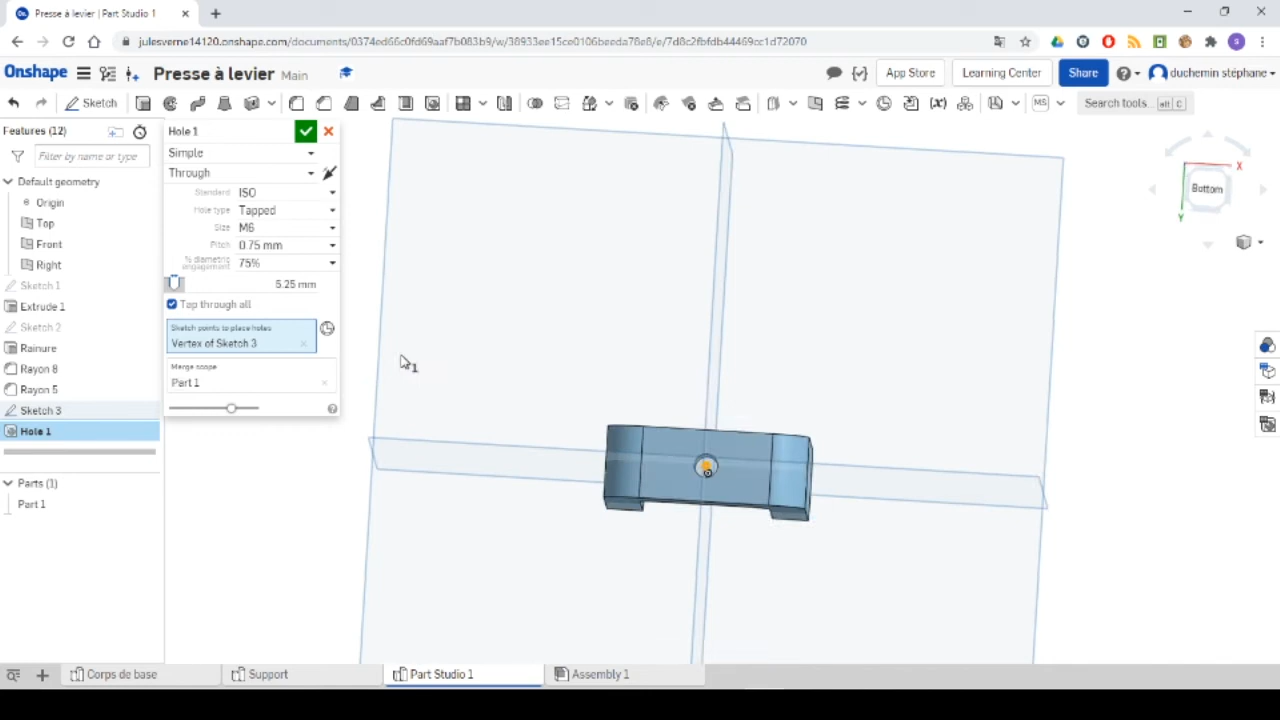 Presse à levier | Part Studio 1
julesverne14120.onshape.com/documents/0374ed66c0fd69aaf7b083b9/w/38933ee15ce0106beeda78e8/e/7d8c2fbfdb44469cc1d72070
Onshape Presse à levier Main App Store Learning Center Share duchemin stéphane
Sketch MS Search tools... alt C
Features (12)
Filter by name or type
Default geometry
Origin
Top
Front
Right
Sketch 1
Extrude 1
Sketch 2
Rainure
Rayon 8
Rayon 5
Sketch 3
Hole 1
Parts (1)
Part 1
Hole 1
Simple
Through
Standard ISO
Hole type Tapped
Size M6
Pitch 0.75 mm
% diametric engagement 75%
5.25 mm
Tap through all
Sketch points to place holes
Vertex of Sketch 3
Merge scope
Part 1
1
Bottom
X
Y
Corps de base Support Part Studio 1 Assembly 1